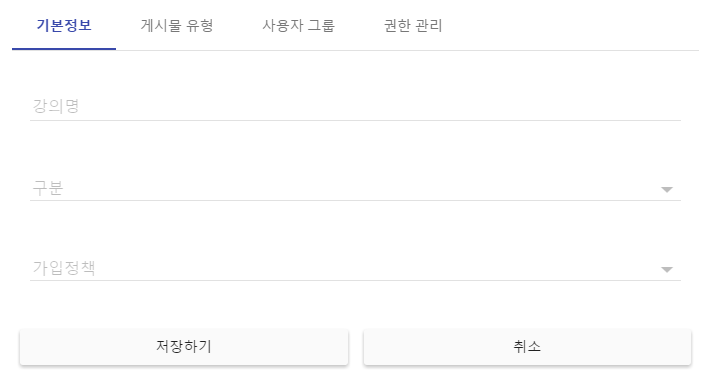 기본정보 게시물 유형 사용자 그룹 권한 관리
강의명
구분
가입정책
저장하기 취소